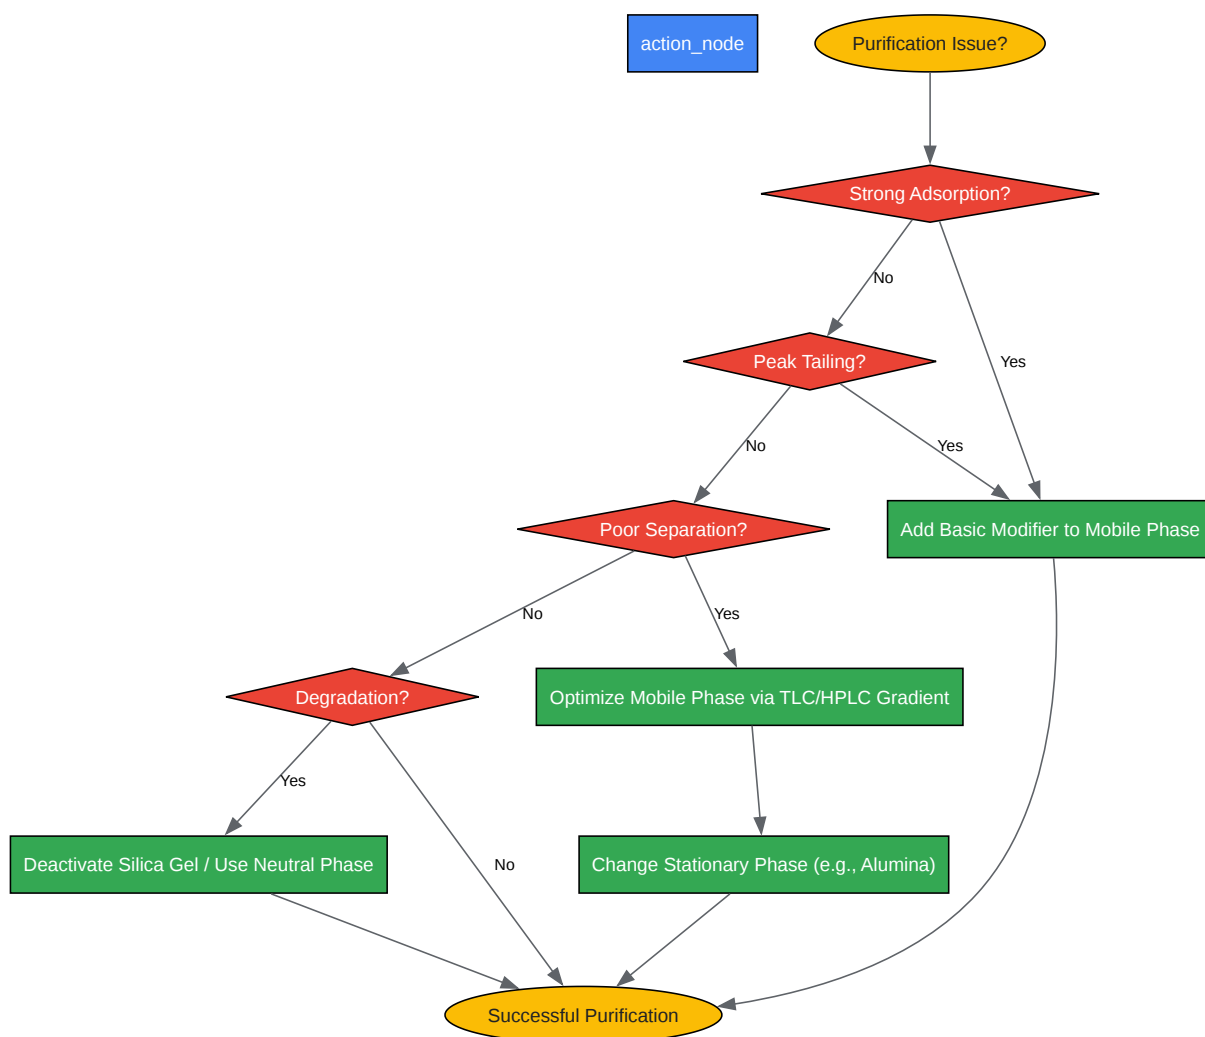 action_node
Purification Issue?
Strong Adsorption?
No
Peak Tailing?
Yes
No
Yes
Poor Separation?
Add Basic Modifier to Mobile Phase
No
Yes
Degradation?
Optimize Mobile Phase via TLC/HPLC Gradient
Yes
Deactivate Silica Gel / Use Neutral Phase
No
Change Stationary Phase (e.g., Alumina)
Successful Purification